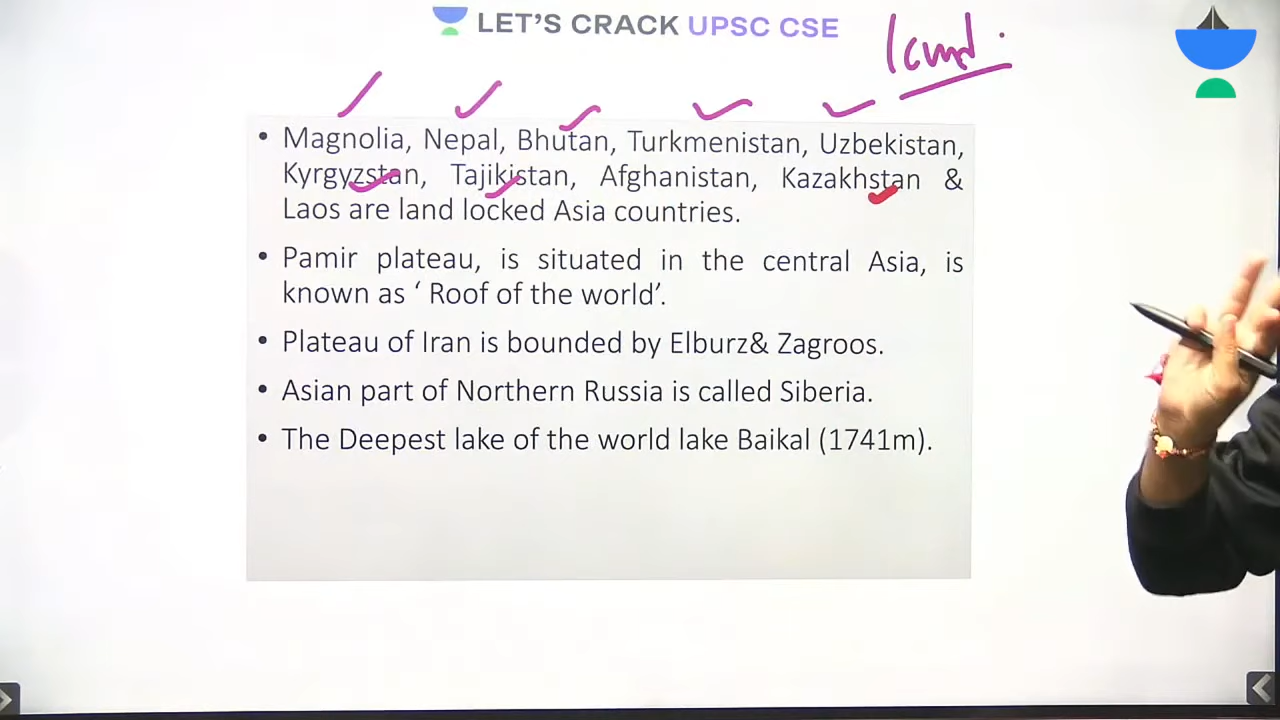 LET'S CRACK UPSC CSE
• Magnolia, Nepal, Bhutan, Turkmenistan, Uzbekistan,
Kyrgyzstan, Tajikistan, Afghanistan, Kazakhstan &
Laos are land locked Asia countries.
• Pamir plateau, is situated in the central Asia, is
known as ‘ Roof of the world’.
• Plateau of Iran is bounded by Elburz& Zagroos.
• Asian part of Northern Russia is called Siberia.
• The Deepest lake of the world lake Baikal (1741m).